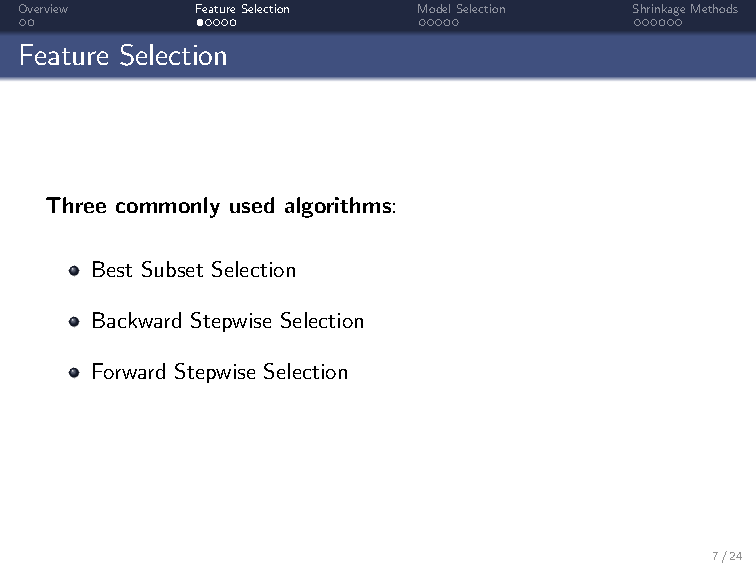 Overview Feature Selection Model Selection Shrinkage Methods
Feature Selection
Three commonly used algorithms:
Best Subset Selection
Backward Stepwise Selection
Forward Stepwise Selection
7 / 24